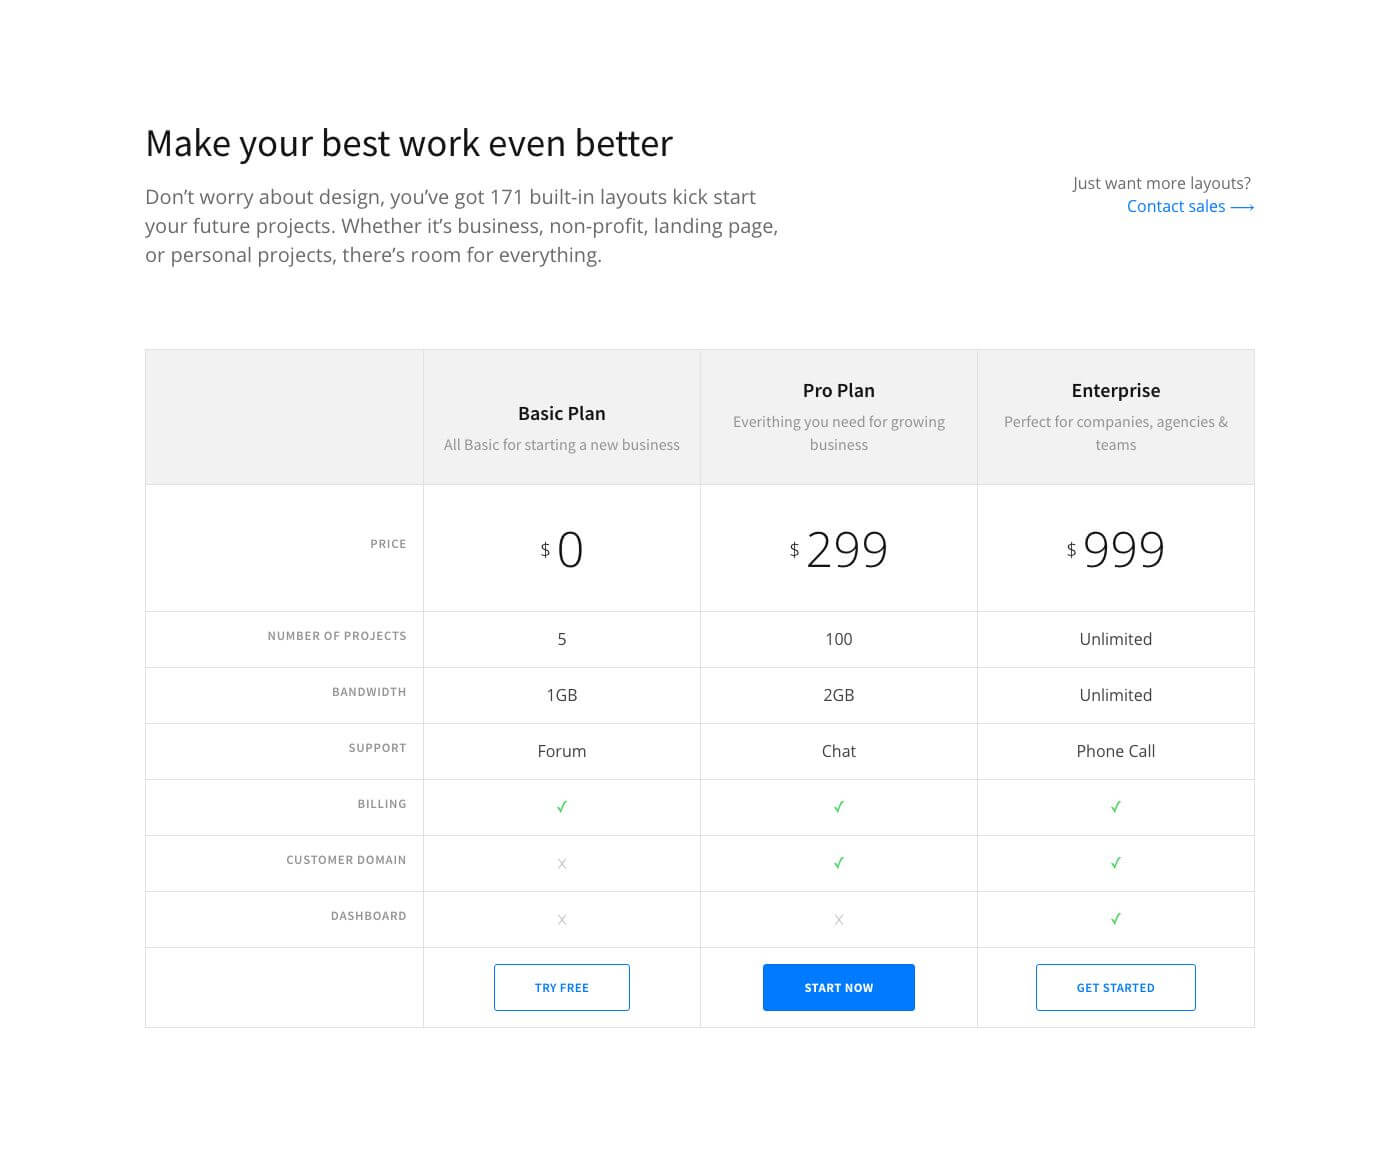 Make your best work even better
Don’t worry about design, you’ve got 171 built-in layouts kick start
your future projects. Whether it’s business, non-profit, landing page,
or personal projects, there’s room for everything.
Just want more layouts?
Contact sales ⟶
Basic Plan
All Basic for starting a new business
Pro Plan
Everithing you need for growing
business
Enterprise
Perfect for companies, agencies &
teams
PRICE
$ 0
$ 299
$ 999
NUMBER OF PROJECTS
5
100
Unlimited
BANDWIDTH
1GB
2GB
Unlimited
SUPPORT
Forum
Chat
Phone Call
BILLING
✓
✓
✓
CUSTOMER DOMAIN
x
✓
✓
DASHBOARD
x
x
✓
TRY FREE
START NOW
GET STARTED